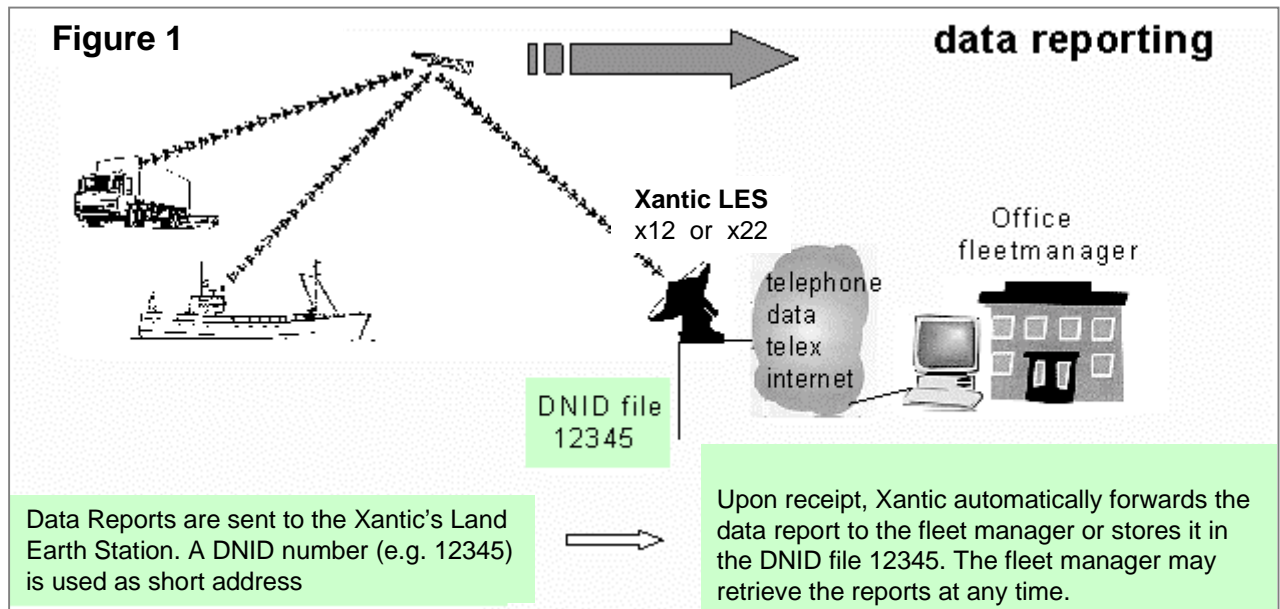 Figure 1
data reporting
Xantic LES
x12 or x22
Office
fleetmanager
telephone
data
telex
internet
DNID file
12345
Data Reports are sent to the Xantic's Land
Earth Station. A DNID number (e.g. 12345)
is used as short address
Upon receipt, Xantic automatically forwards the
data report to the fleet manager or stores it in
the DNID file 12345. The fleet manager may
retrieve the reports at any time.